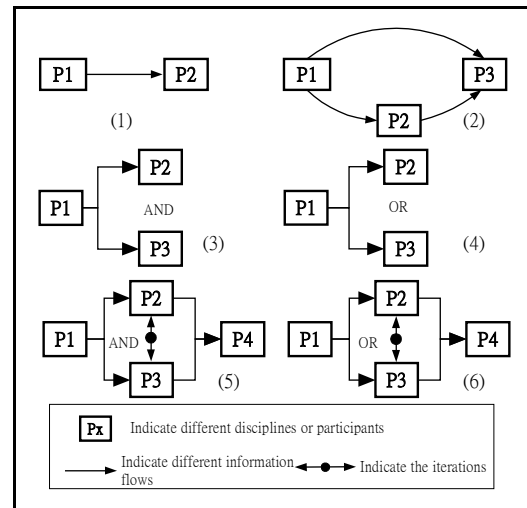 P1 P2
(1)
P1 P3
P2 (2)
P1 P2
AND
P3 (3)
P1 P2
OR
P3 (4)
P1 P2
AND
P3 P4
(5)
P1 P2
OR
P3 P4
(6)
Px Indicate different disciplines or participants
Indicate different information
flows
Indicate the iterations